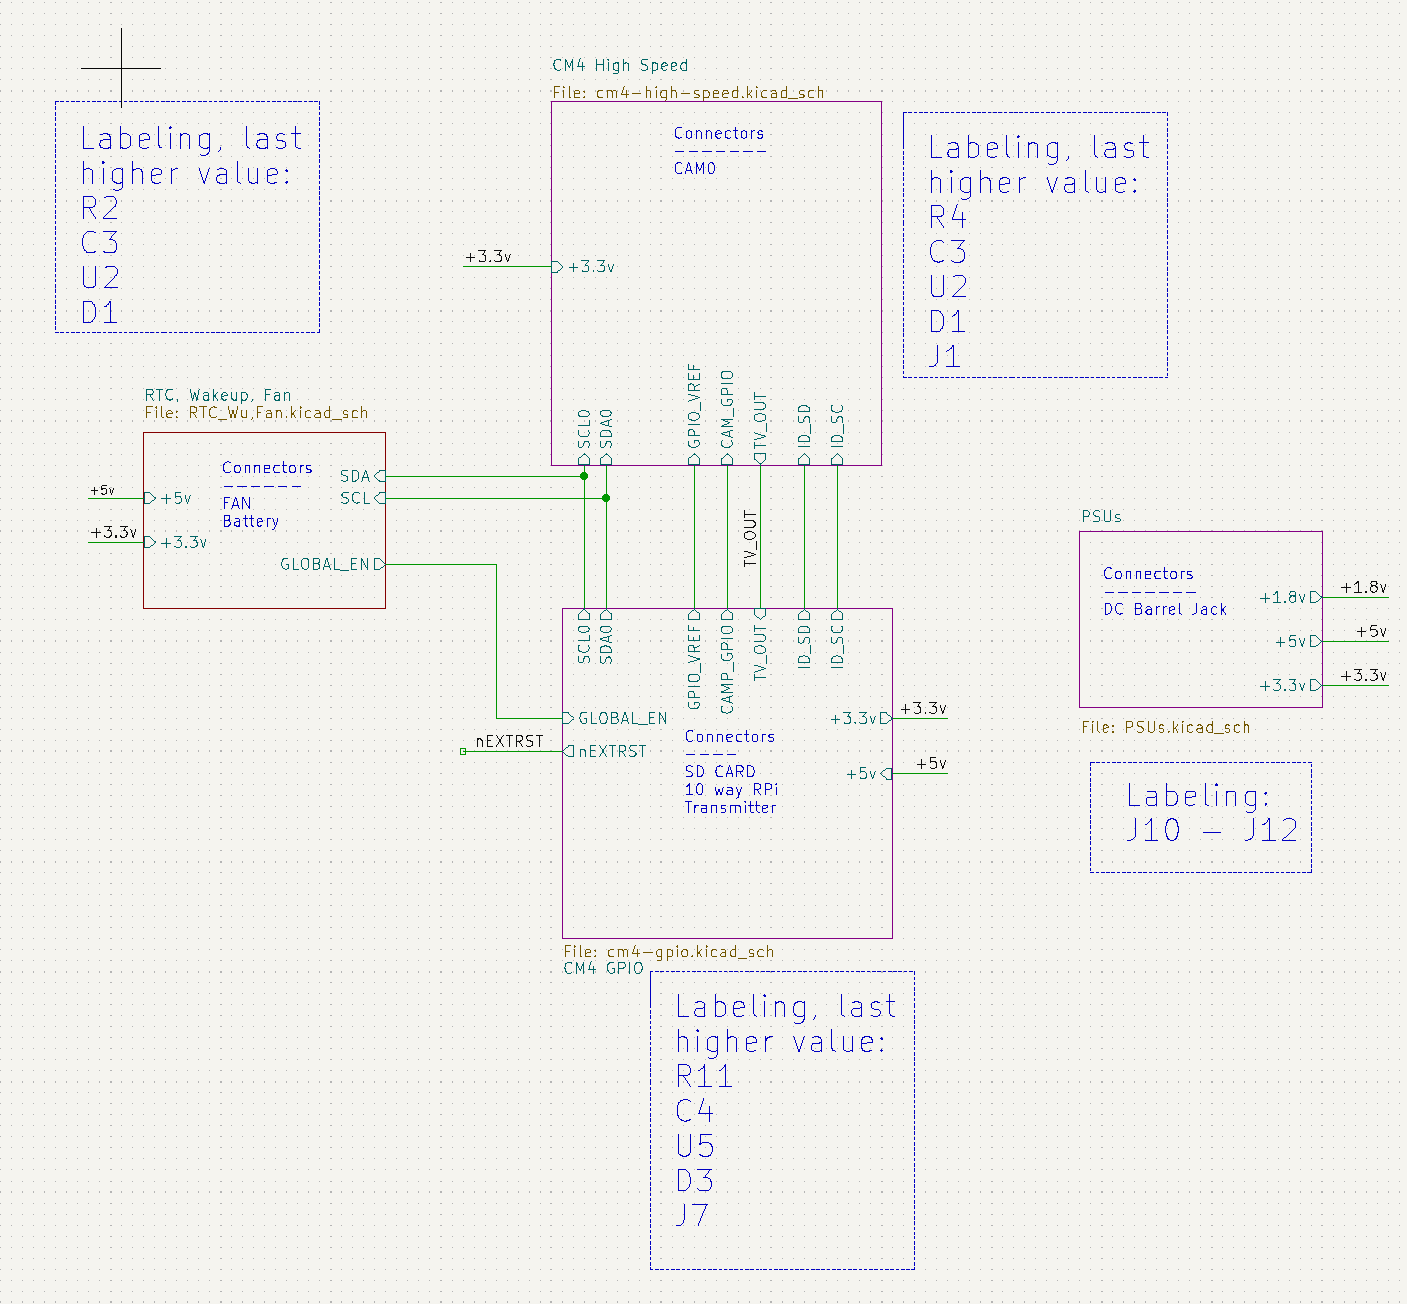 CM4 High Speed
File: cm4-high-speed.kicad_sch
Labeling, last
higher value:
R2
C3
U2
D1
Connectors
--------
CAM0
+3.3v
+3.3v
SCL0
SDA0
GPIO_VREF
CAM_GPIO
TV_OUT
ID_SD
ID_SC
Labeling, last
higher value:
R4
C3
U2
D1
J1
RTC, Wakeup, Fan
File: RTC_Wu,Fan.kicad_sch
Connectors
-------
FAN
Battery
+5v
+5v
+3.3v
+3.3v
SDA
SCL
GLOBAL_EN
TV_OUT
PSUs
Connectors
-------
DC Barrel Jack
+1.8v
+1.8v
+5v
+5v
+3.3v
+3.3v
File: PSUs.kicad_sch
Labeling:
J10 - J12
SCL0
SDA0
GPIO_VREF
CAMP_GPIO
TV_OUT
ID_SD
ID_SC
GLOBAL_EN
nEXTRST
nEXTRST
Connectors
----
SD CARD
10 way RPi
Transmitter
+3.3v
+3.3v
+5v
+5v
File: cm4-gpio.kicad_sch
CM4 GPIO
Labeling, last
higher value:
R11
C4
U5
D3
J7